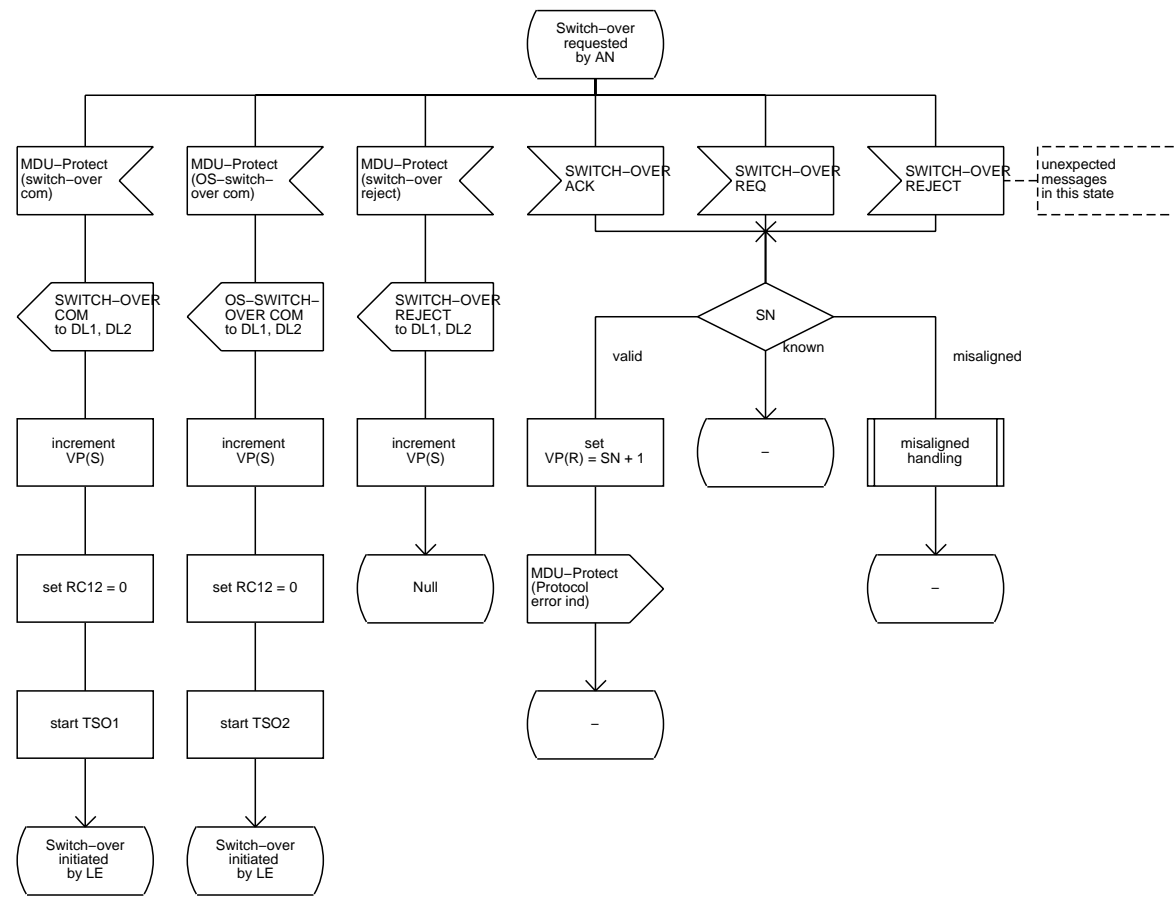 Switch–over
requested
by AN
MDU–Protect
(switch–over
com)
MDU–Protect
(OS–switch–
over com)
MDU–Protect
(switch–over
reject)
SWITCH–OVER
ACK
SWITCH–OVER
REQ
SWITCH–OVER
REJECT
unexpected
messages
in this state
SWITCH–OVER
COM
to DL1, DL2
OS–SWITCH–
OVER COM
to DL1, DL2
SWITCH–OVER
REJECT
to DL1, DL2
SN
valid
known
misaligned
increment
VP(S)
increment
VP(S)
increment
VP(S)
set
VP(R) = SN + 1
–
misaligned
handling
set RC12 = 0
set RC12 = 0
Null
MDU–Protect
(Protocol
error ind)
–
start TSO1
start TSO2
–
Switch–over
initiated
by LE
Switch–over
initiated
by LE